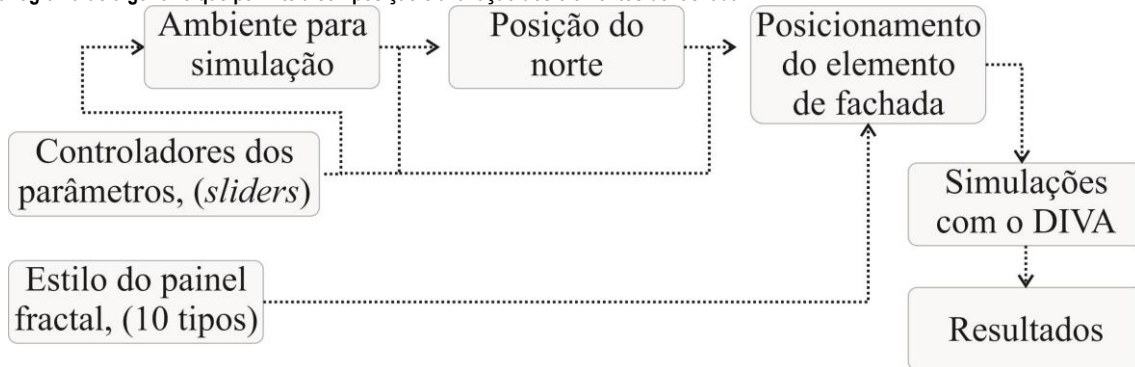 Ambiente para
simulação
Posição do
norte
Posicionamento
do elemento
de fachada
Controladores dos
parâmetros, (sliders)
Simulações
com o DIVA
Estilo do painel
fractal, (10 tipos)
Resultados